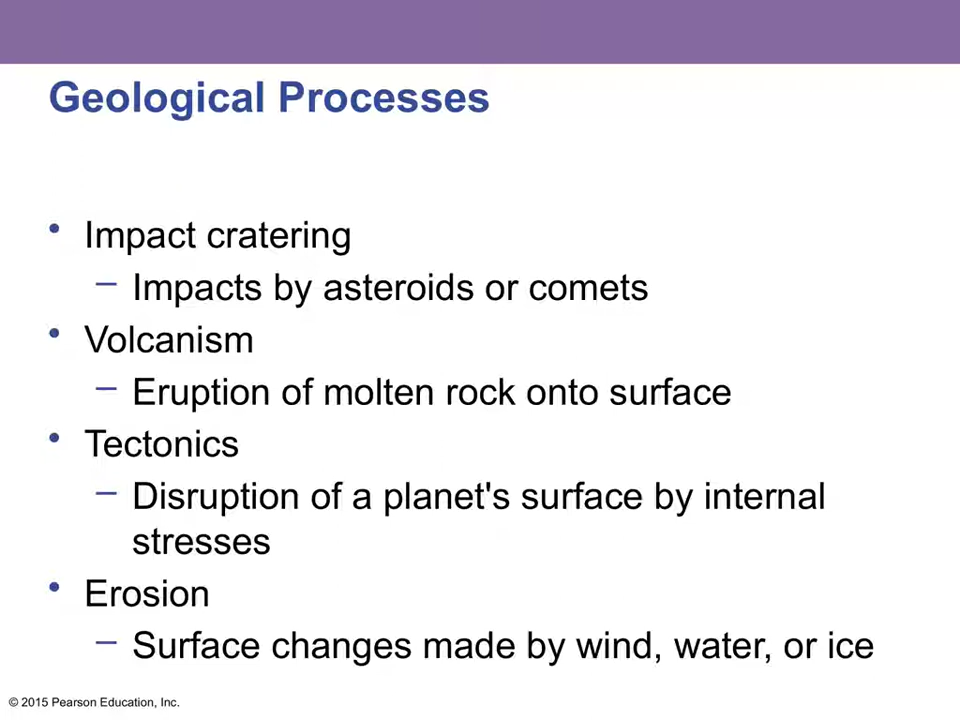 Geological Processes
• Impact cratering
– Impacts by asteroids or comets
• Volcanism
– Eruption of molten rock onto surface
• Tectonics
– Disruption of a planet's surface by internal
stresses
• Erosion
– Surface changes made by wind, water, or ice
© 2015 Pearson Education, Inc.